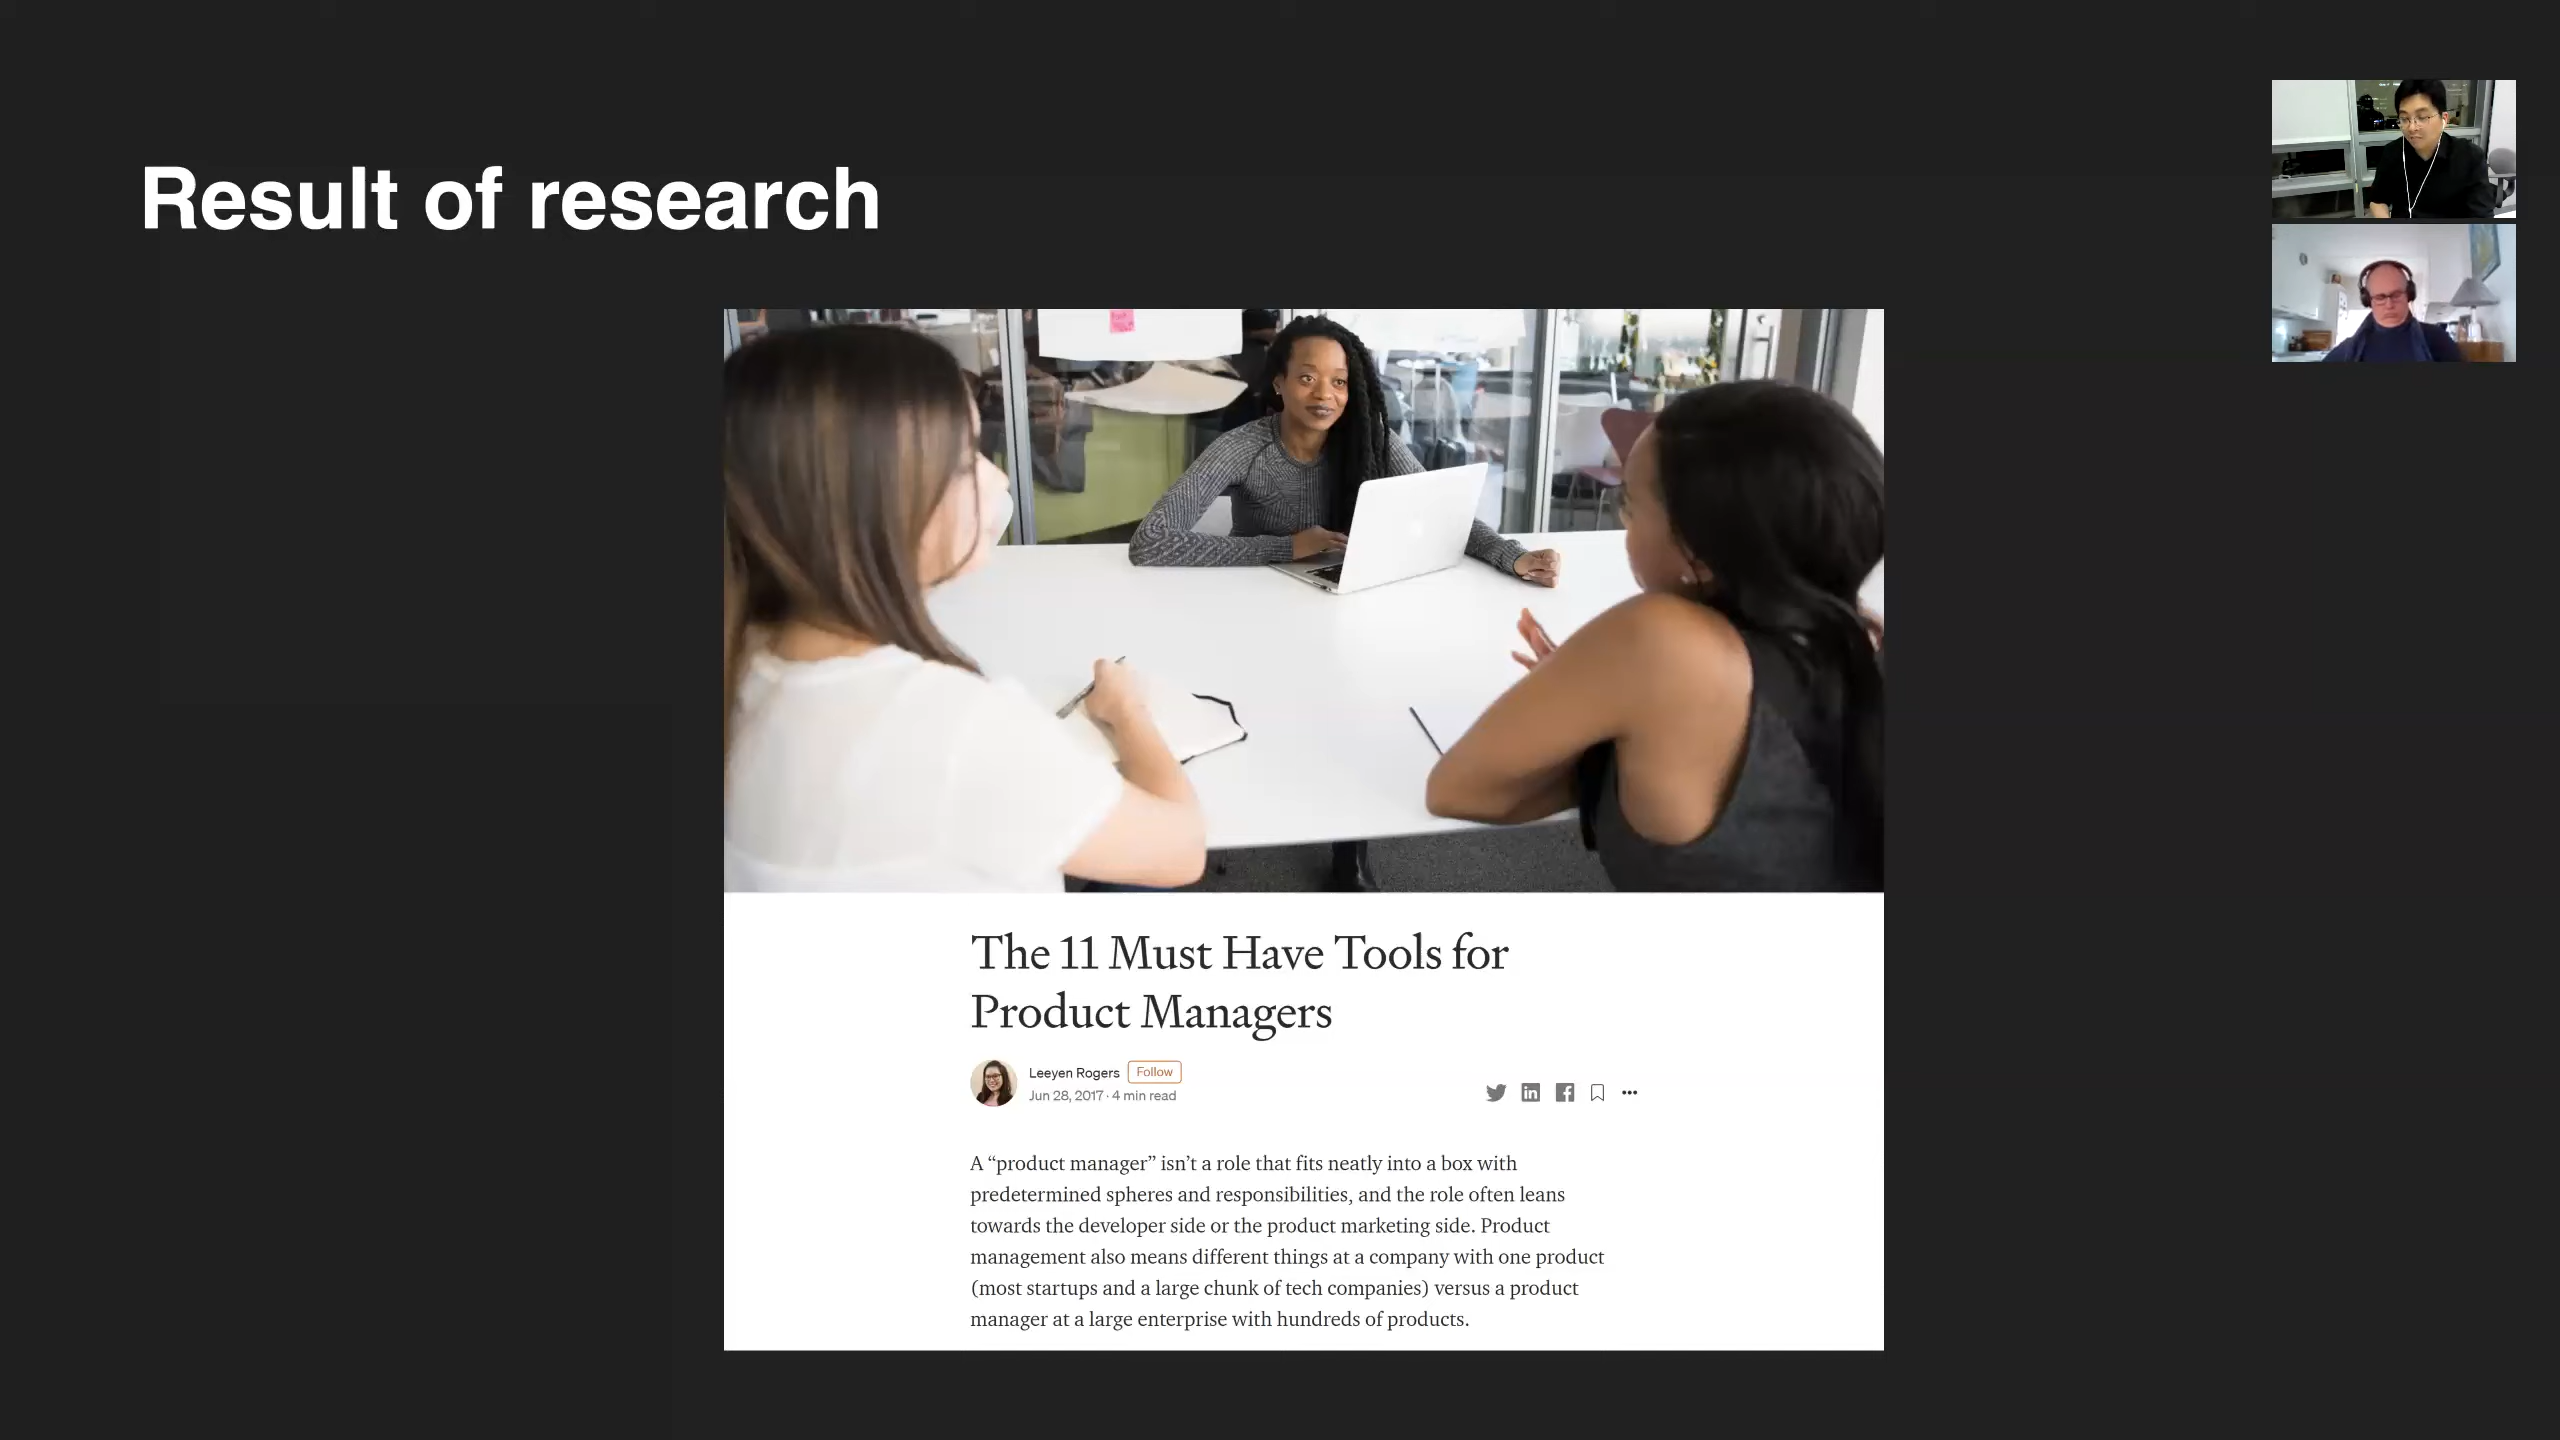 Result of research
The 11 Must Have Tools for
Product Managers
Leeyen Rogers Follow
Jun 28, 2017 · 4 min read
A “product manager” isn’t a role that fits neatly into a box with
predetermined spheres and responsibilities, and the role often leans
towards the developer side or the product marketing side. Product
management also means different things at a company with one product
(most startups and a large chunk of tech companies) versus a product
manager at a large enterprise with hundreds of products.